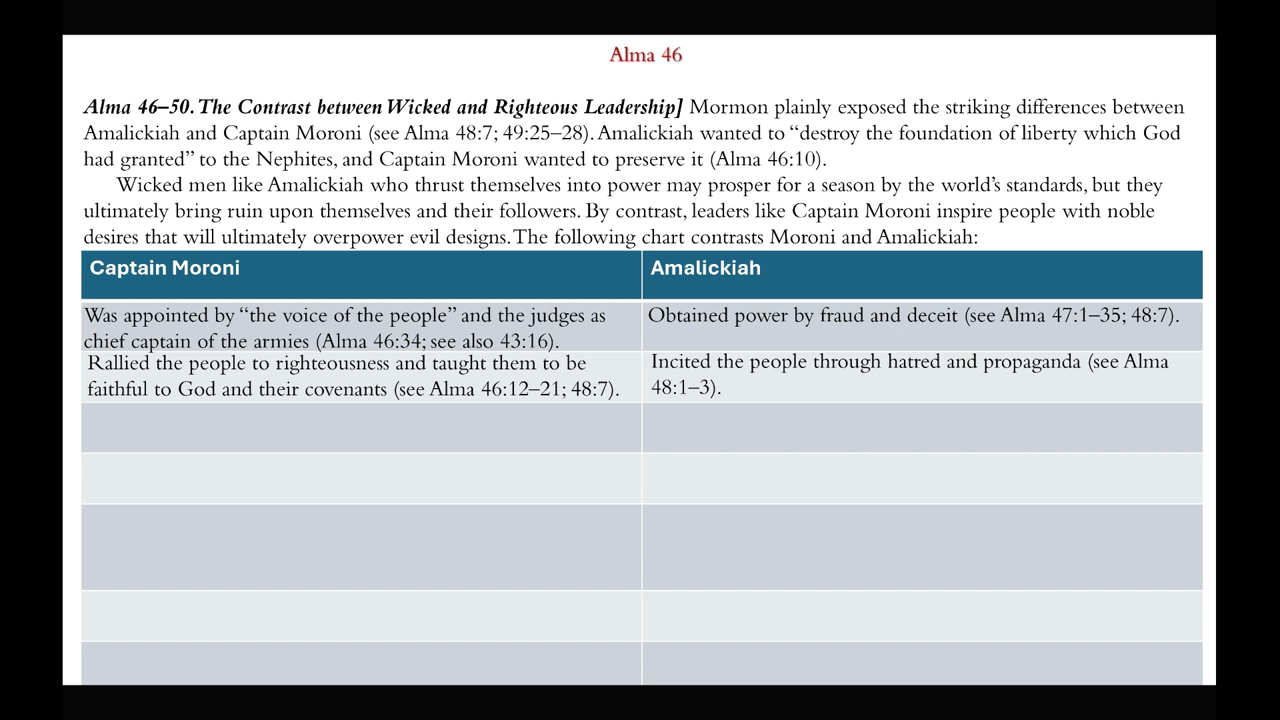 Alma 46
Alma 46–50. The Contrast between Wicked and Righteous Leadership] Mormon plainly exposed the striking differences between
Amalickiah and Captain Moroni (see Alma 48:7; 49:25–28). Amalickiah wanted to “destroy the foundation of liberty which God
had granted” to the Nephites, and Captain Moroni wanted to preserve it (Alma 46:10).
Wicked men like Amalickiah who thrust themselves into power may prosper for a season by the world’s standards, but they
ultimately bring ruin upon themselves and their followers. By contrast, leaders like Captain Moroni inspire people with noble
desires that will ultimately overpower evil designs. The following chart contrasts Moroni and Amalickiah:
Captain Moroni
Amalickiah
Was appointed by “the voice of the people” and the judges as
chief captain of the armies (Alma 46:34; see also 43:16).
Obtained power by fraud and deceit (see Alma 47:1–35; 48:7).
Rallied the people to righteousness and taught them to be
faithful to God and their covenants (see Alma 46:12–21; 48:7).
Incited the people through hatred and propaganda (see Alma
48:1–3).